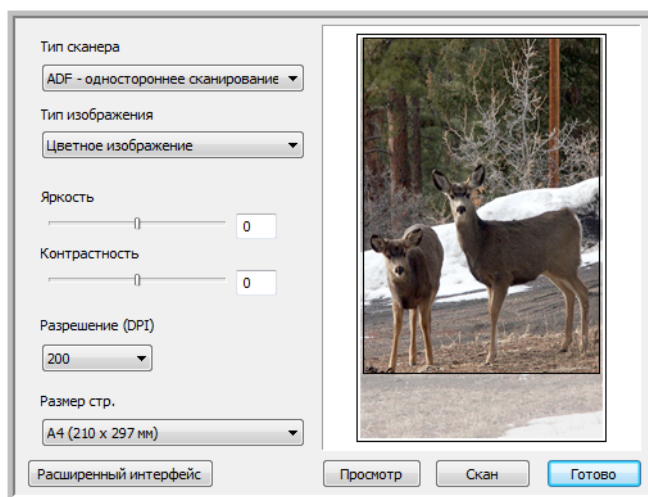 Тип сканера
ADF - одностороннее сканирование
Тип изображения
Цветное изображение
Яркость
0
Контрастность
0
Разрешение (DPI)
200
Размер стр.
A4 (210 x 297 мм)
Расширенный интерфейс
Просмотр
Скан
Готово